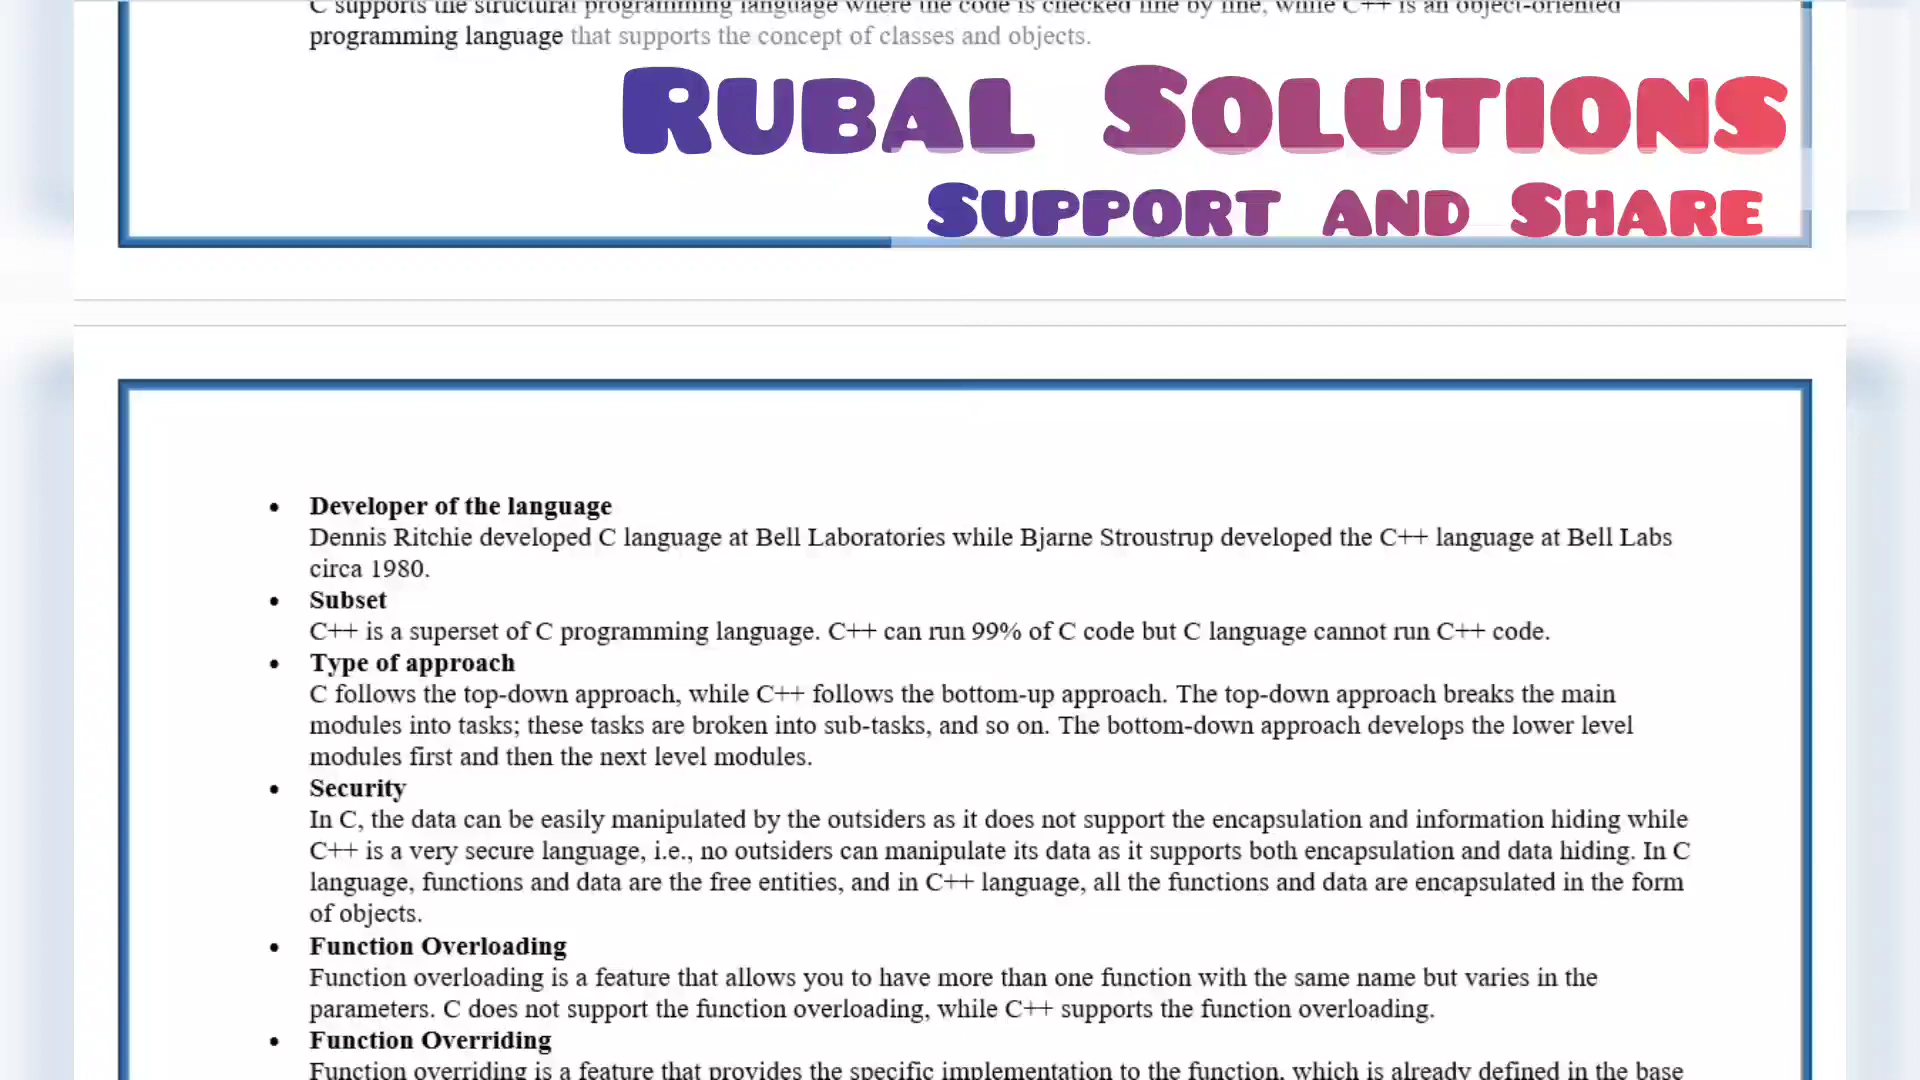 C supports the structural programming language where the code is checked line by line, while C++ is an object-oriented
programming language that supports the concept of classes and objects.
RUBAL SOLUTIONS
SUPPORT AND SHARE
• Developer of the language
Dennis Ritchie developed C language at Bell Laboratories while Bjarne Stroustrup developed the C++ language at Bell Labs
circa 1980.
• Subset
C++ is a superset of C programming language. C++ can run 99% of C code but C language cannot run C++ code.
• Type of approach
C follows the top-down approach, while C++ follows the bottom-up approach. The top-down approach breaks the main
modules into tasks; these tasks are broken into sub-tasks, and so on. The bottom-down approach develops the lower level
modules first and then the next level modules.
• Security
In C, the data can be easily manipulated by the outsiders as it does not support the encapsulation and information hiding while
C++ is a very secure language, i.e., no outsiders can manipulate its data as it supports both encapsulation and data hiding. In C
language, functions and data are the free entities, and in C++ language, all the functions and data are encapsulated in the form
of objects.
• Function Overloading
Function overloading is a feature that allows you to have more than one function with the same name but varies in the
parameters. C does not support the function overloading, while C++ supports the function overloading.
• Function Overriding
Function overriding is a feature that provides the specific implementation to the function, which is already defined in the base